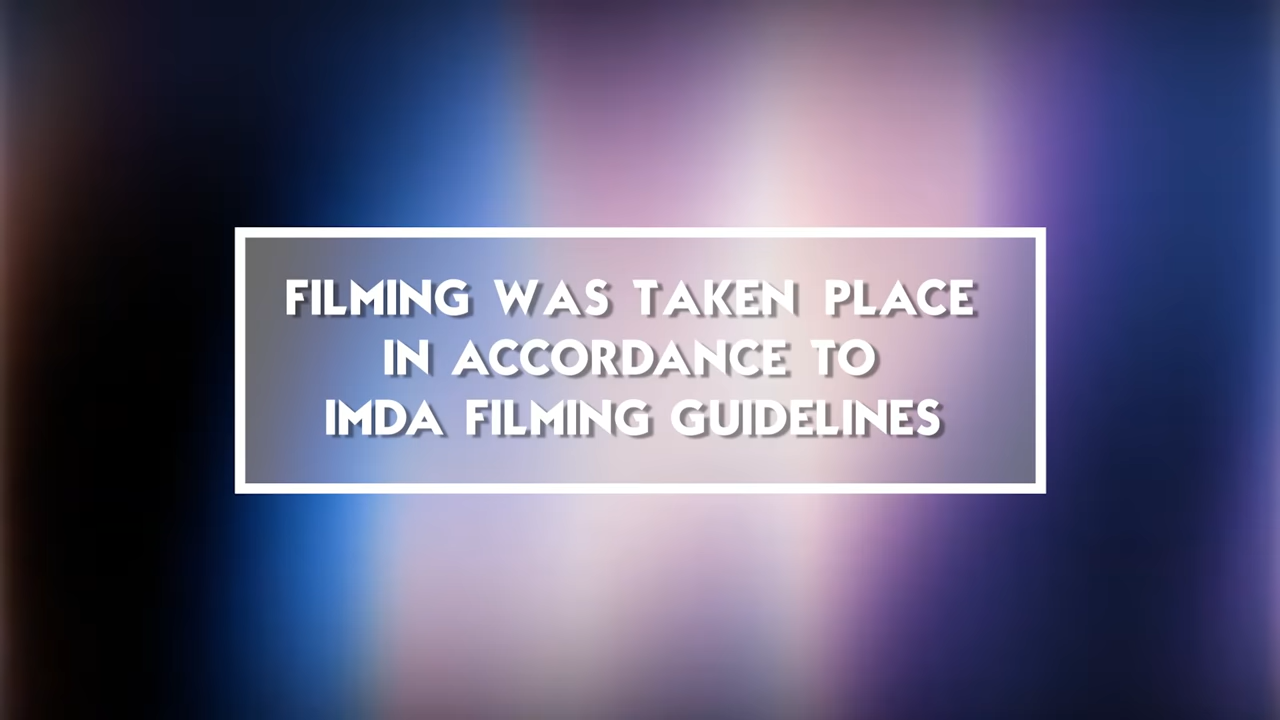 FILMING WAS TAKEN PLACE
IN ACCORDANCE TO
IMDA FILMING GUIDELINES